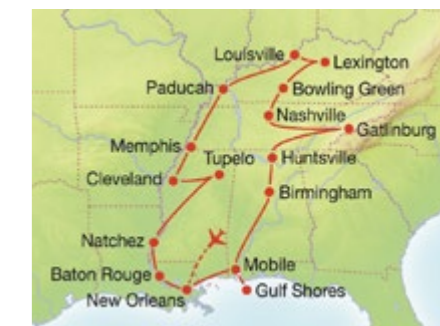 Louisville
Lexington
Paducah
Bowling Green
Nashville
Gatlinburg
Memphis
Tupelo
Huntsville
Cleveland
Birmingham
Natchez
Mobile
Baton Rouge
Gulf Shores
New Orleans